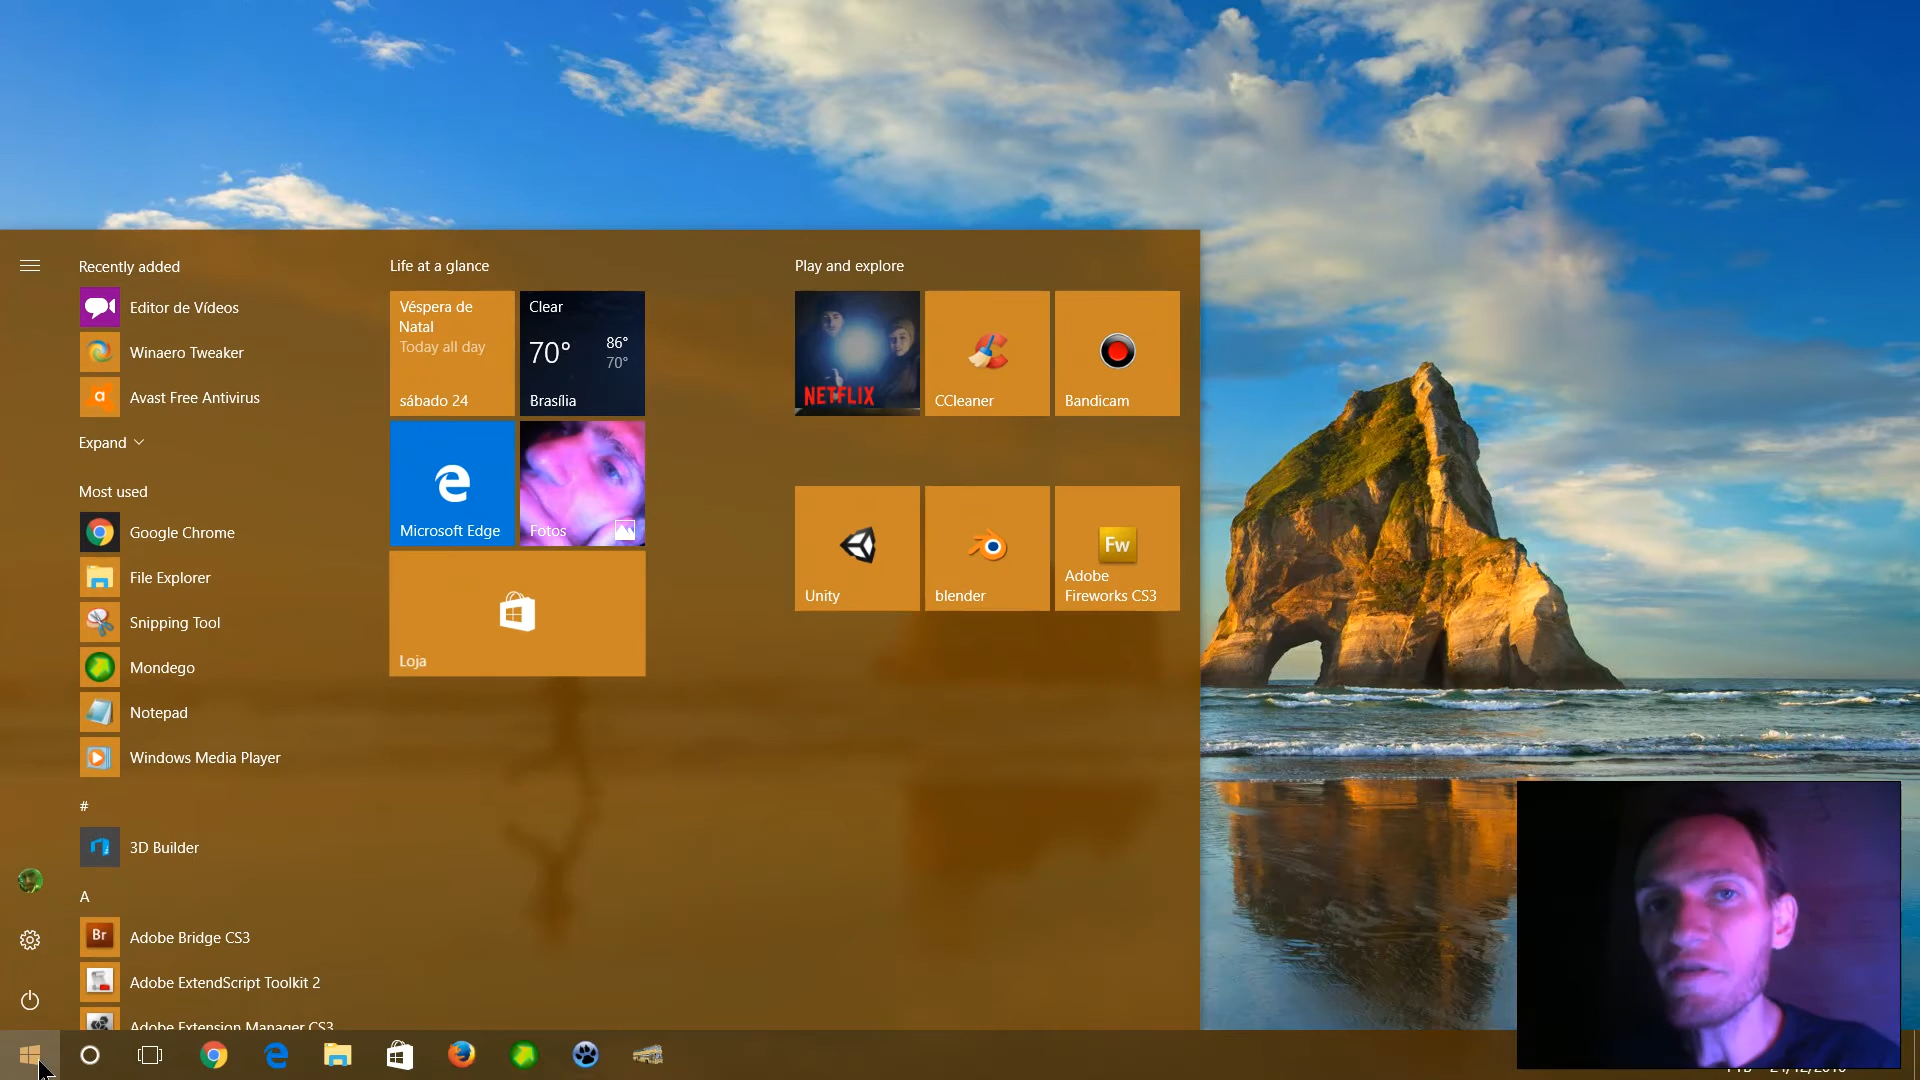 Recently added
Editor de Vídeos
Winaero Tweaker
Avast Free Antivirus
Expand
Most used
Google Chrome
File Explorer
Snipping Tool
Mondego
Notepad
Windows Media Player
#
3D Builder
A
Br
Adobe Bridge CS3
Adobe ExtendScript Toolkit 2
Adobe Extension Manager CS3
Life at a glance
Véspera de
Natal
Today all day
sábado 24
Clear
70°
86°
70°
Brasília
Microsoft Edge
Fotos
Loja
Play and explore
NETFLIX
CCleaner
Bandicam
Unity
blender
Fw
Adobe
Fireworks CS3